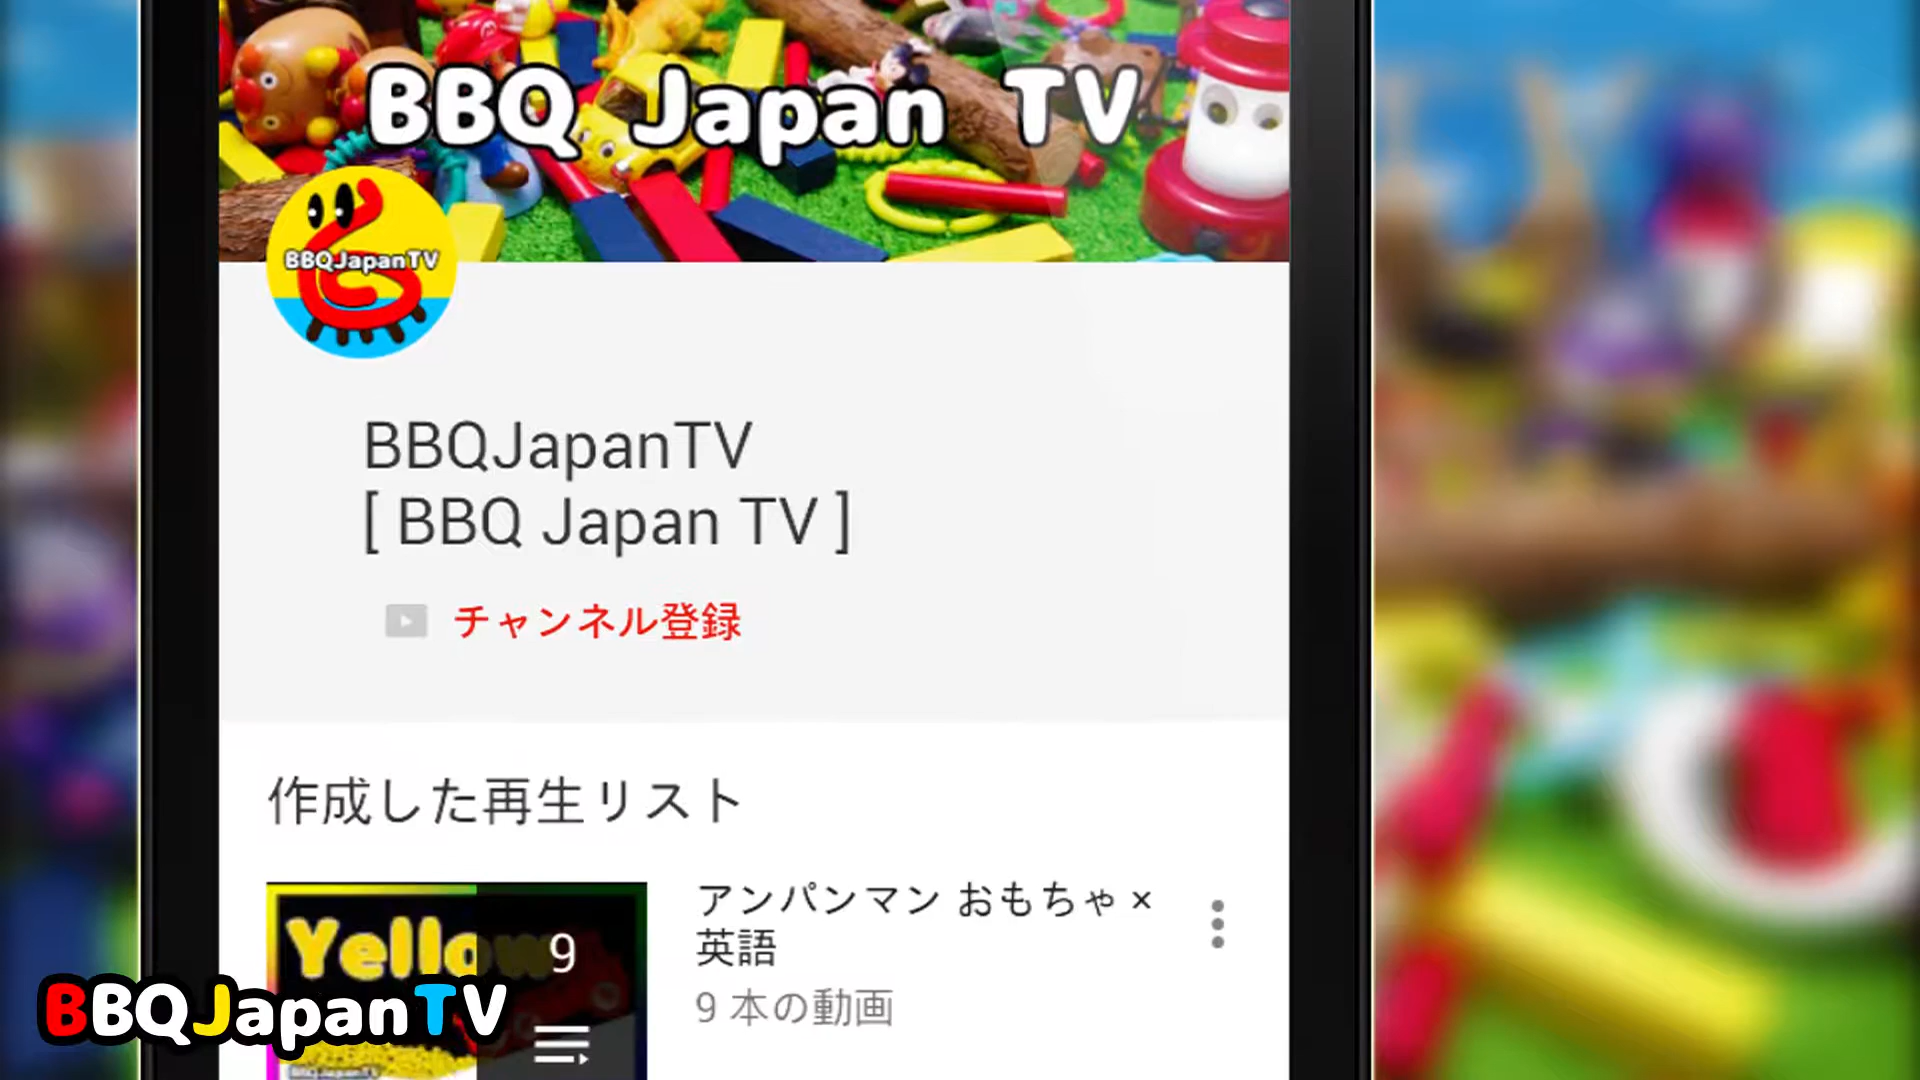 BBQ Japan TV
BBQJapanTV
BBQJapanTV
[ BBQ Japan TV ]
チャンネル登録
作成した再生リスト
Yellow
9
アンパンマン おもちゃ ×
英語
9 本の動画
BBQJapanTV
BBQJapanTV